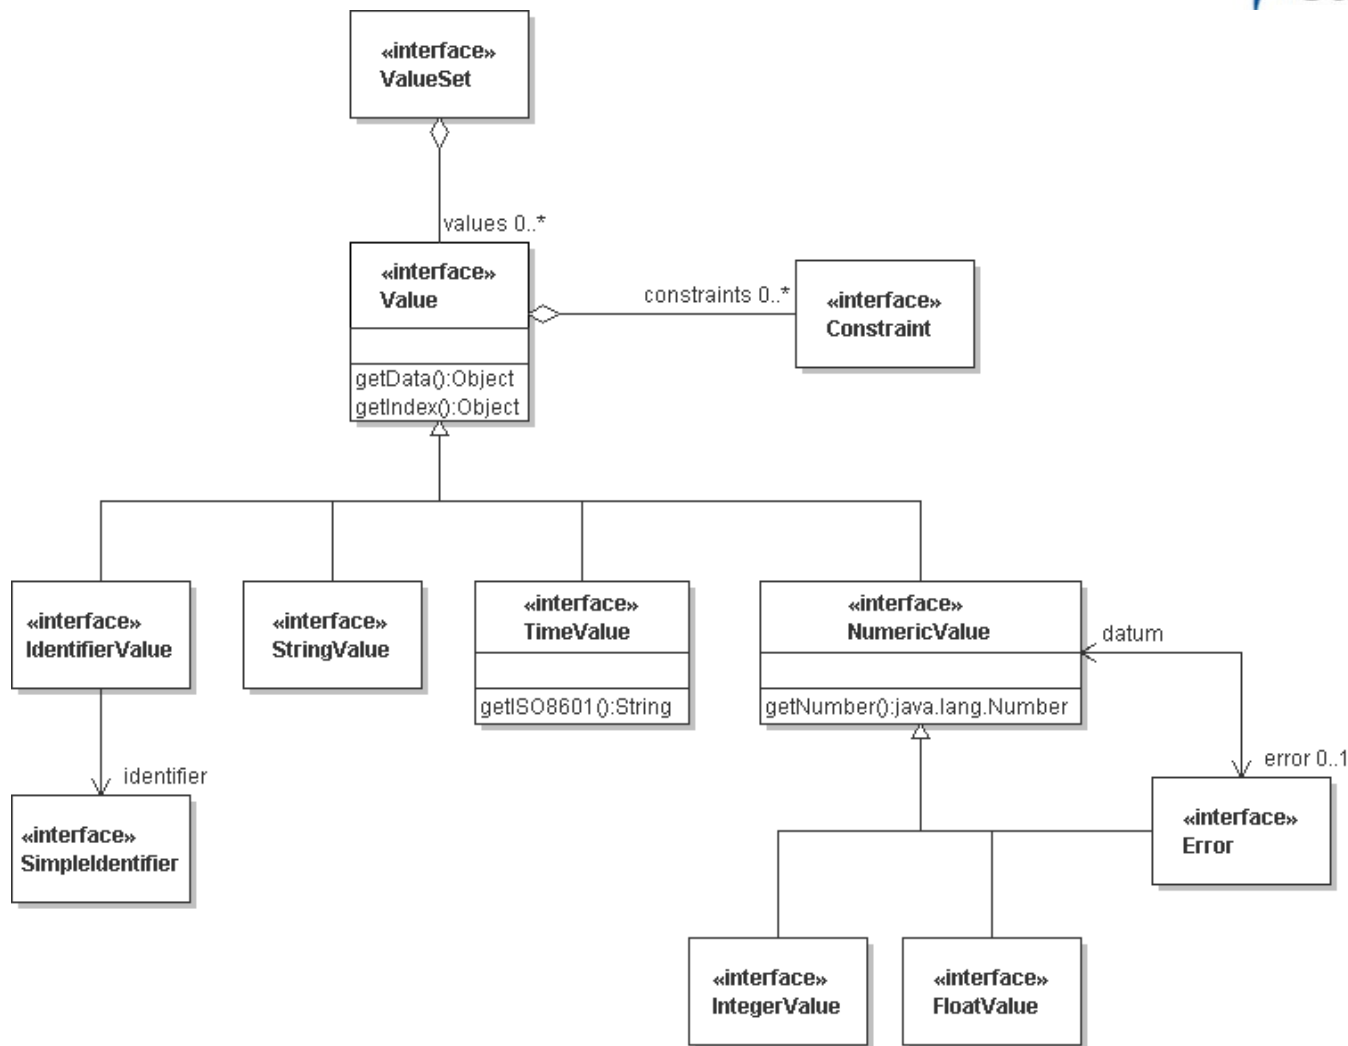 «interface»
ValueSet
values 0..*
«interface»
Value
constraints 0..*
«interface»
Constraint
getData():Object
getIndex():Object
«interface»
IdentifierValue
«interface»
StringValue
«interface»
TimeValue
getISO8601():String
«interface»
NumericValue
getNumber():java.lang.Number
datum
error 0..1
identifier
«interface»
SimpleIdentifier
«interface»
Error
«interface»
IntegerValue
«interface»
FloatValue